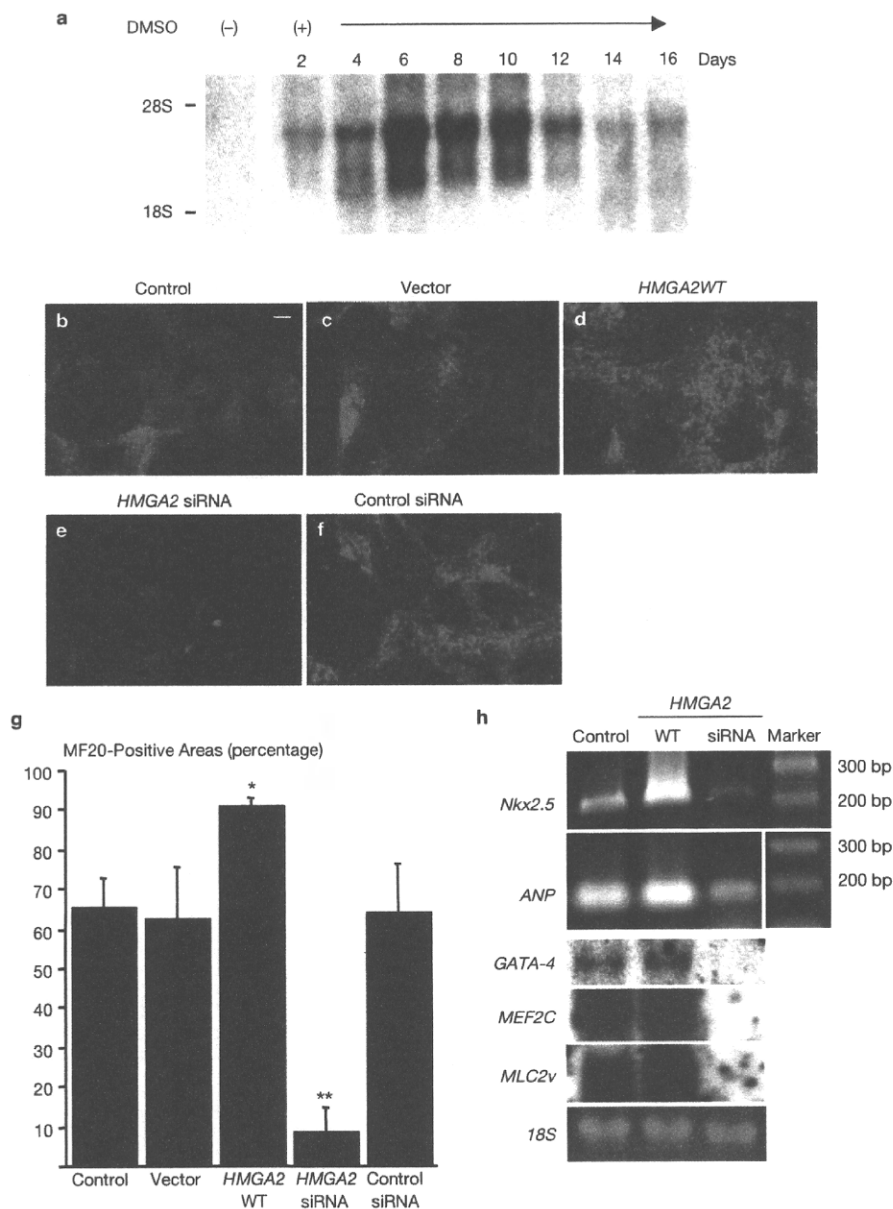 a
DMSO (–) (+)
2 4 6 8 10 12 14 16 Days
28S
18S
Control Vector HMGA2WT
b c d
HMGA2 siRNA Control siRNA
e f
g
MF20-Positive Areas (percentage)
100
90
80
70
60
50
40
30
20
10
* **
Control Vector HMGA2 WT HMGA2 siRNA Control siRNA
h
HMGA2
Control WT siRNA Marker
300 bp
Nkx2.5 200 bp
300 bp
ANP 200 bp
GATA-4
MEF2C
MLC2v
18S